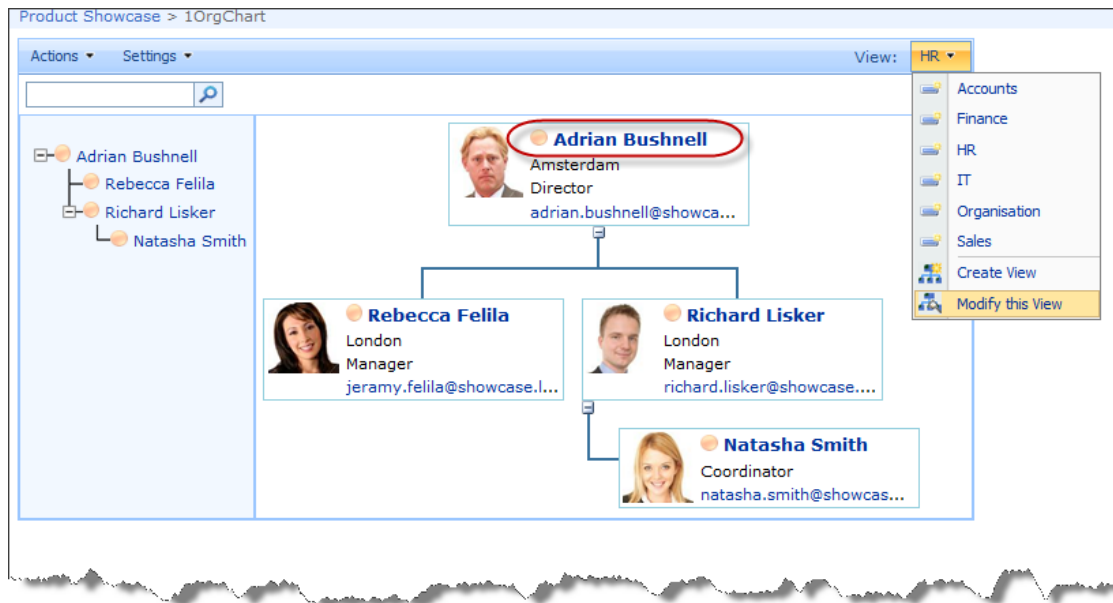 Product Showcase > 1OrgChart
Actions Settings View: HR
Accounts
Finance
HR
IT
Organisation
Sales
Create View
Modify this View
Adrian Bushnell
Rebecca Felila
Richard Lisker
Natasha Smith
Adrian Bushnell
Amsterdam
Director
adrian.bushnell@showca...
Rebecca Felila
London
Manager
jeramy.felila@showcase.l...
Richard Lisker
London
Manager
richard.lisker@showcase....
Natasha Smith
Coordinator
natasha.smith@showcas...